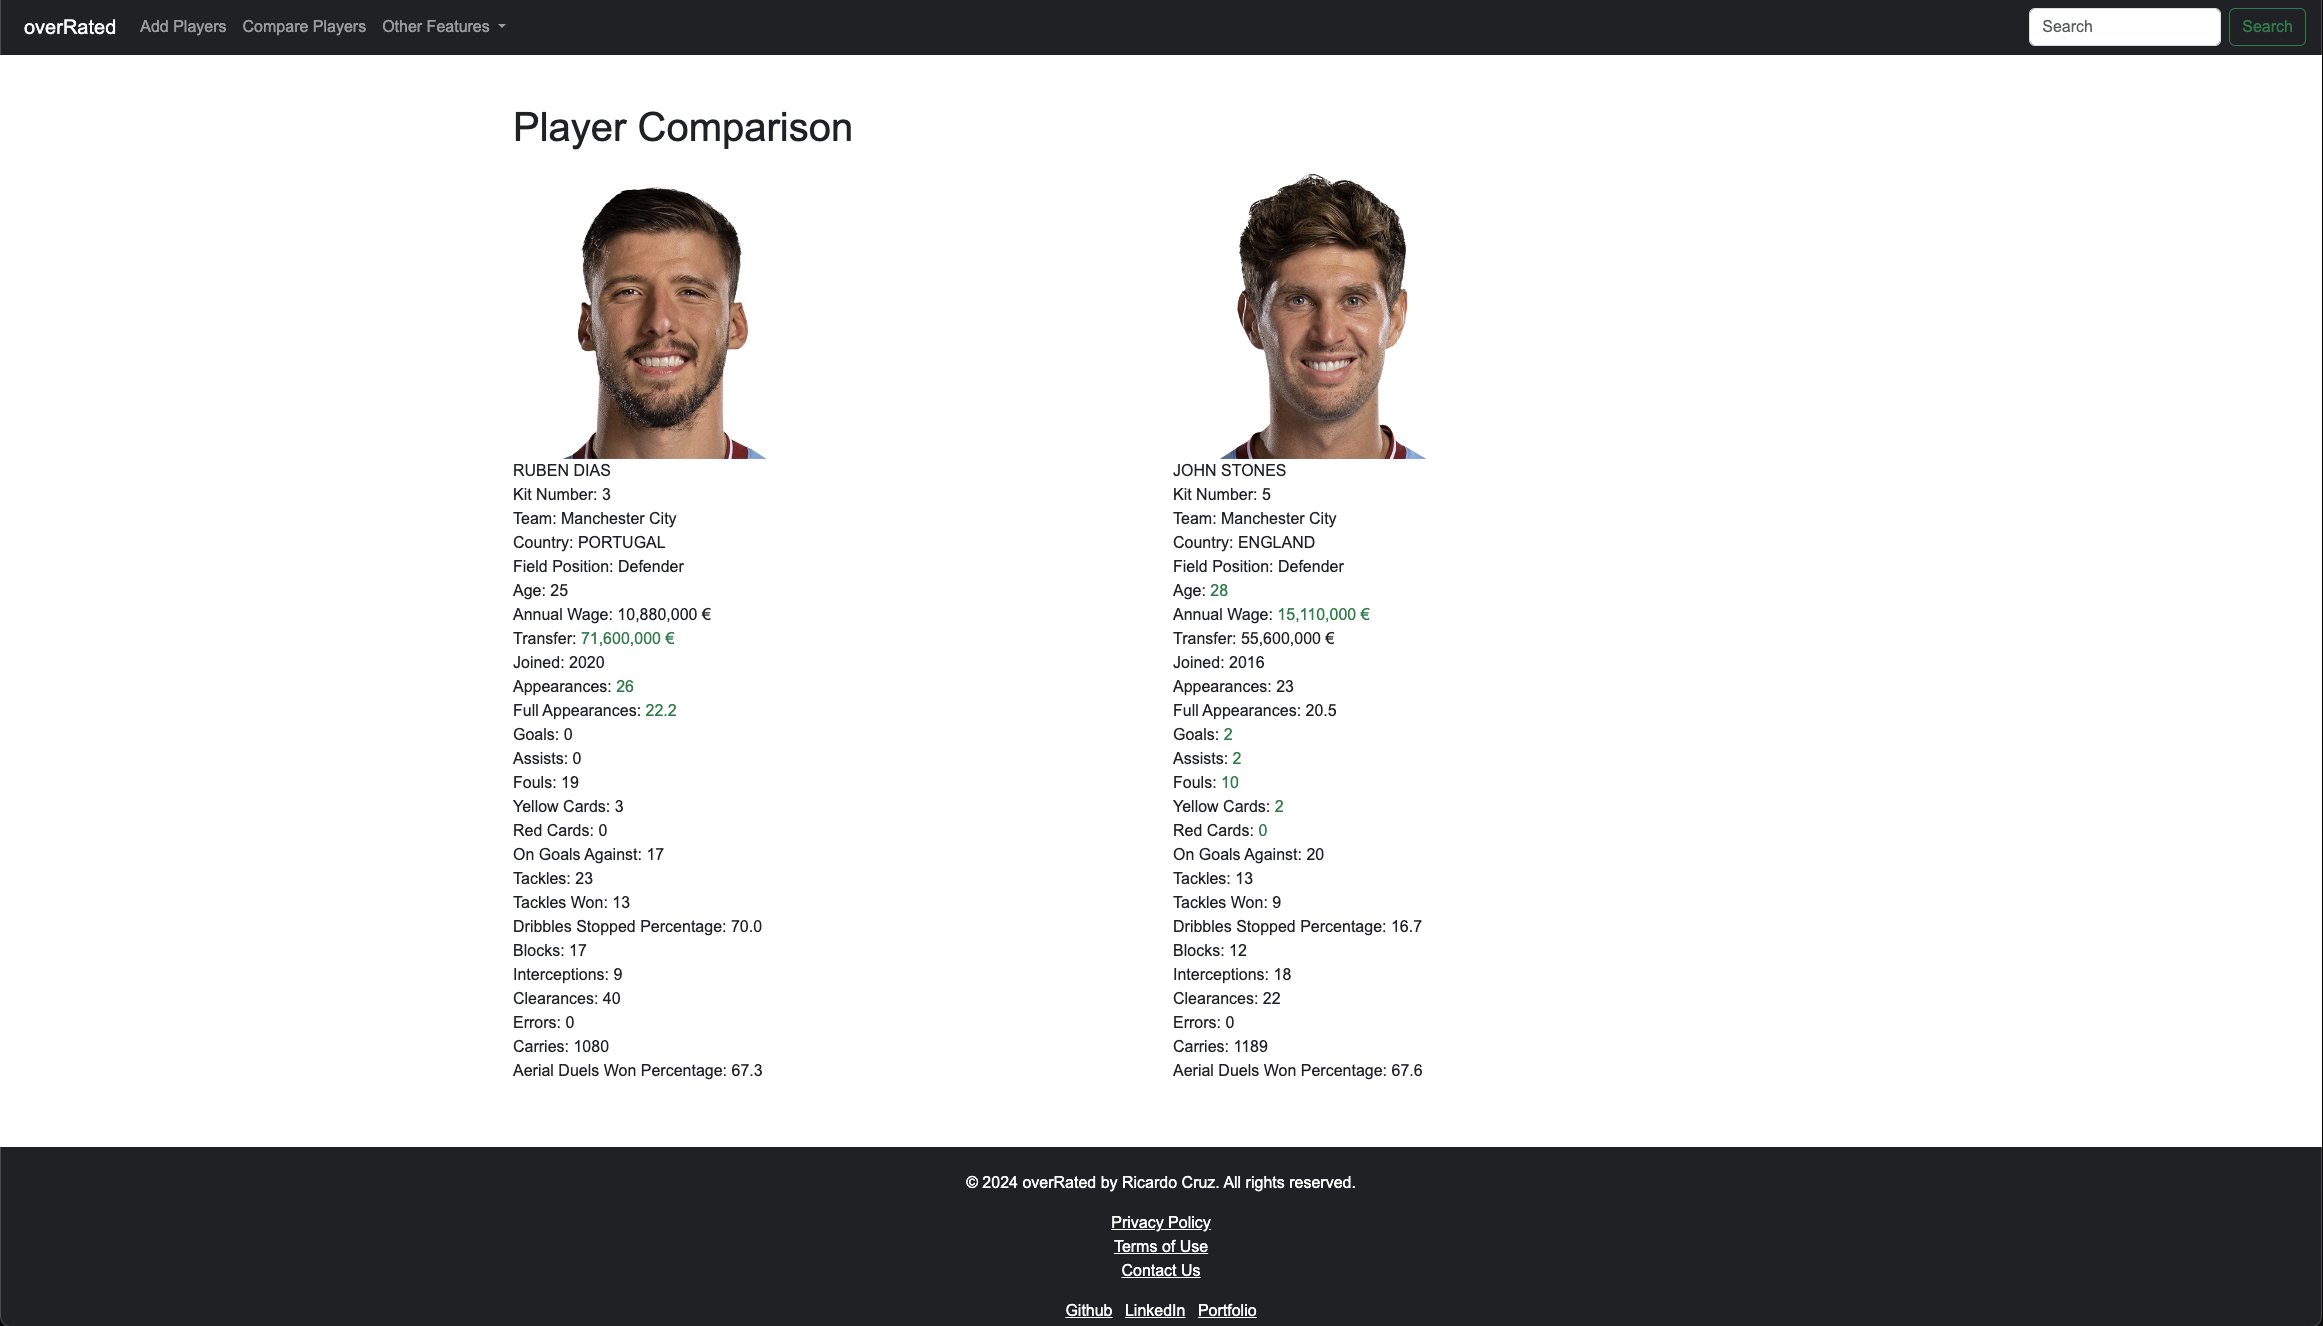 overRated Add Players Compare Players Other Features Search Search
Player Comparison
RUBEN DIAS
Kit Number: 3
Team: Manchester City
Country: PORTUGAL
Field Position: Defender
Age: 25
Annual Wage: 10,880,000 €
Transfer: 71,600,000 €
Joined: 2020
Appearances: 26
Full Appearances: 22.2
Goals: 0
Assists: 0
Fouls: 19
Yellow Cards: 3
Red Cards: 0
On Goals Against: 17
Tackles: 23
Tackles Won: 13
Dribbles Stopped Percentage: 70.0
Blocks: 17
Interceptions: 9
Clearances: 40
Errors: 0
Carries: 1080
Aerial Duels Won Percentage: 67.3
JOHN STONES
Kit Number: 5
Team: Manchester City
Country: ENGLAND
Field Position: Defender
Age: 28
Annual Wage: 15,110,000 €
Transfer: 55,600,000 €
Joined: 2016
Appearances: 23
Full Appearances: 20.5
Goals: 2
Assists: 2
Fouls: 10
Yellow Cards: 2
Red Cards: 0
On Goals Against: 20
Tackles: 13
Tackles Won: 9
Dribbles Stopped Percentage: 16.7
Blocks: 12
Interceptions: 18
Clearances: 22
Errors: 0
Carries: 1189
Aerial Duels Won Percentage: 67.6
© 2024 overRated by Ricardo Cruz. All rights reserved.
Privacy Policy
Terms of Use
Contact Us
Github LinkedIn Portfolio